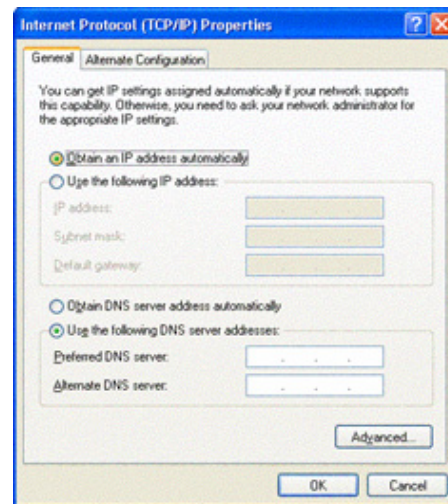 Internet Protocol (TCP/IP) Properties
General
Alternate Configuration
You can get IP settings assigned automatically if your network supports
this capability. Otherwise, you need to ask your network administrator for
the appropriate IP settings.
Obtain an IP address automatically
Use the following IP address:
IP address:
Subnet mask:
Default gateway:
Obtain DNS server address automatically
Use the following DNS server addresses:
Preferred DNS server:
Alternate DNS server:
Advanced...
OK
Cancel